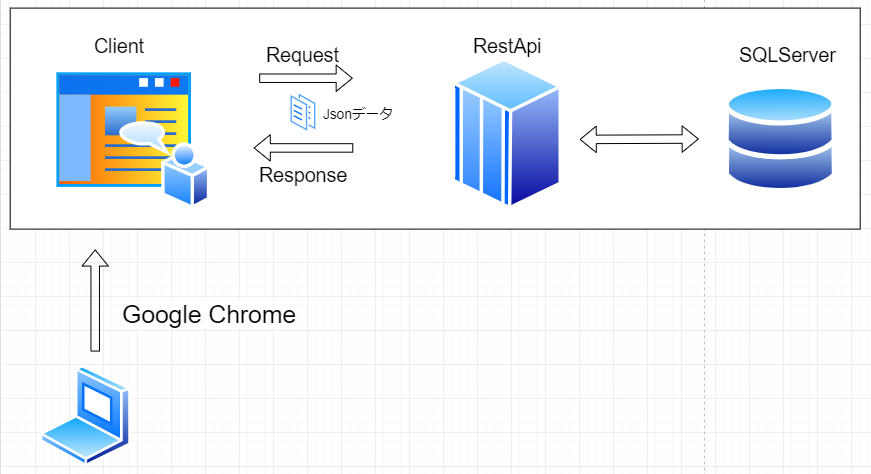 Client
Request
RestApi
SQLServer
Jsonデータ
Response
Google Chrome